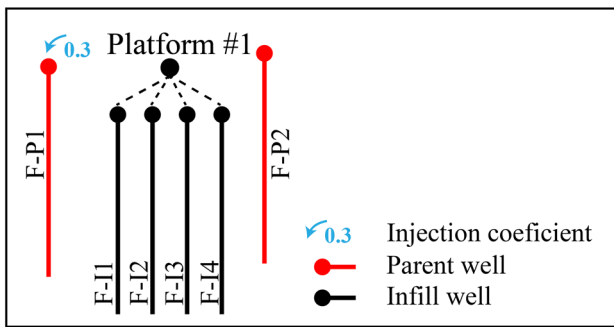 0.3
Platform #1
F-P1
F-P2
F-I1
F-I2
F-I3
F-I4
0.3 Injection coeficient
Parent well
Infill well